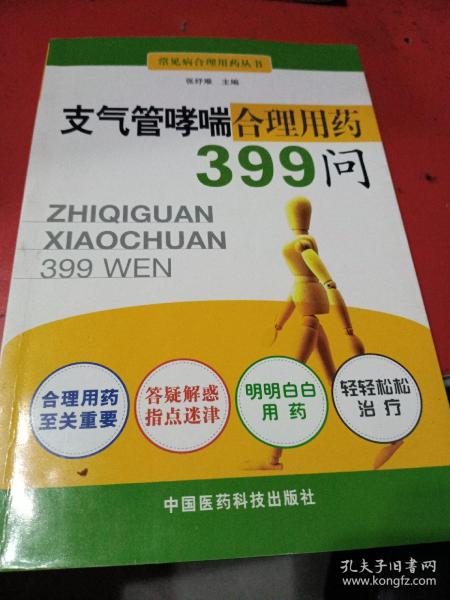 常见病合理用药丛书
张纾难 主编
支气管哮喘合理用药
399问
ZHIQIGUAN
XIAOCHUAN
399 WEN
合理用药
至关重要
答疑解惑
指点迷津
明明白白
用药
轻轻松松
治疗
中国医药科技出版社
孔夫子旧书网
www.kongfz.com